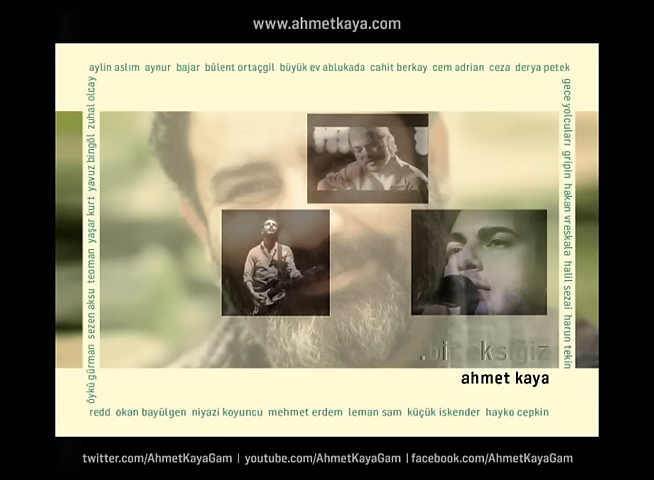 www.ahmetkaya.com
aylin aslım aynur bajar bülent ortaçgil büyük ev ablukada cahit berkay cem adrian ceza derya petek
gece yolcuları gripin hakan vreskala halil sezai harun tekin
öykü gürman sezen aksu teoman yaşar kurt yavuz bingöl zuhal olcay
.bir eksiğiz
ahmet kaya
redd okan bayülgen niyazi koyuncu mehmet erdem leman sam küçük iskender hayko cepkin
twitter.com/AhmetKayaGam | youtube.com/AhmetKayaGam | facebook.com/AhmetKayaGam